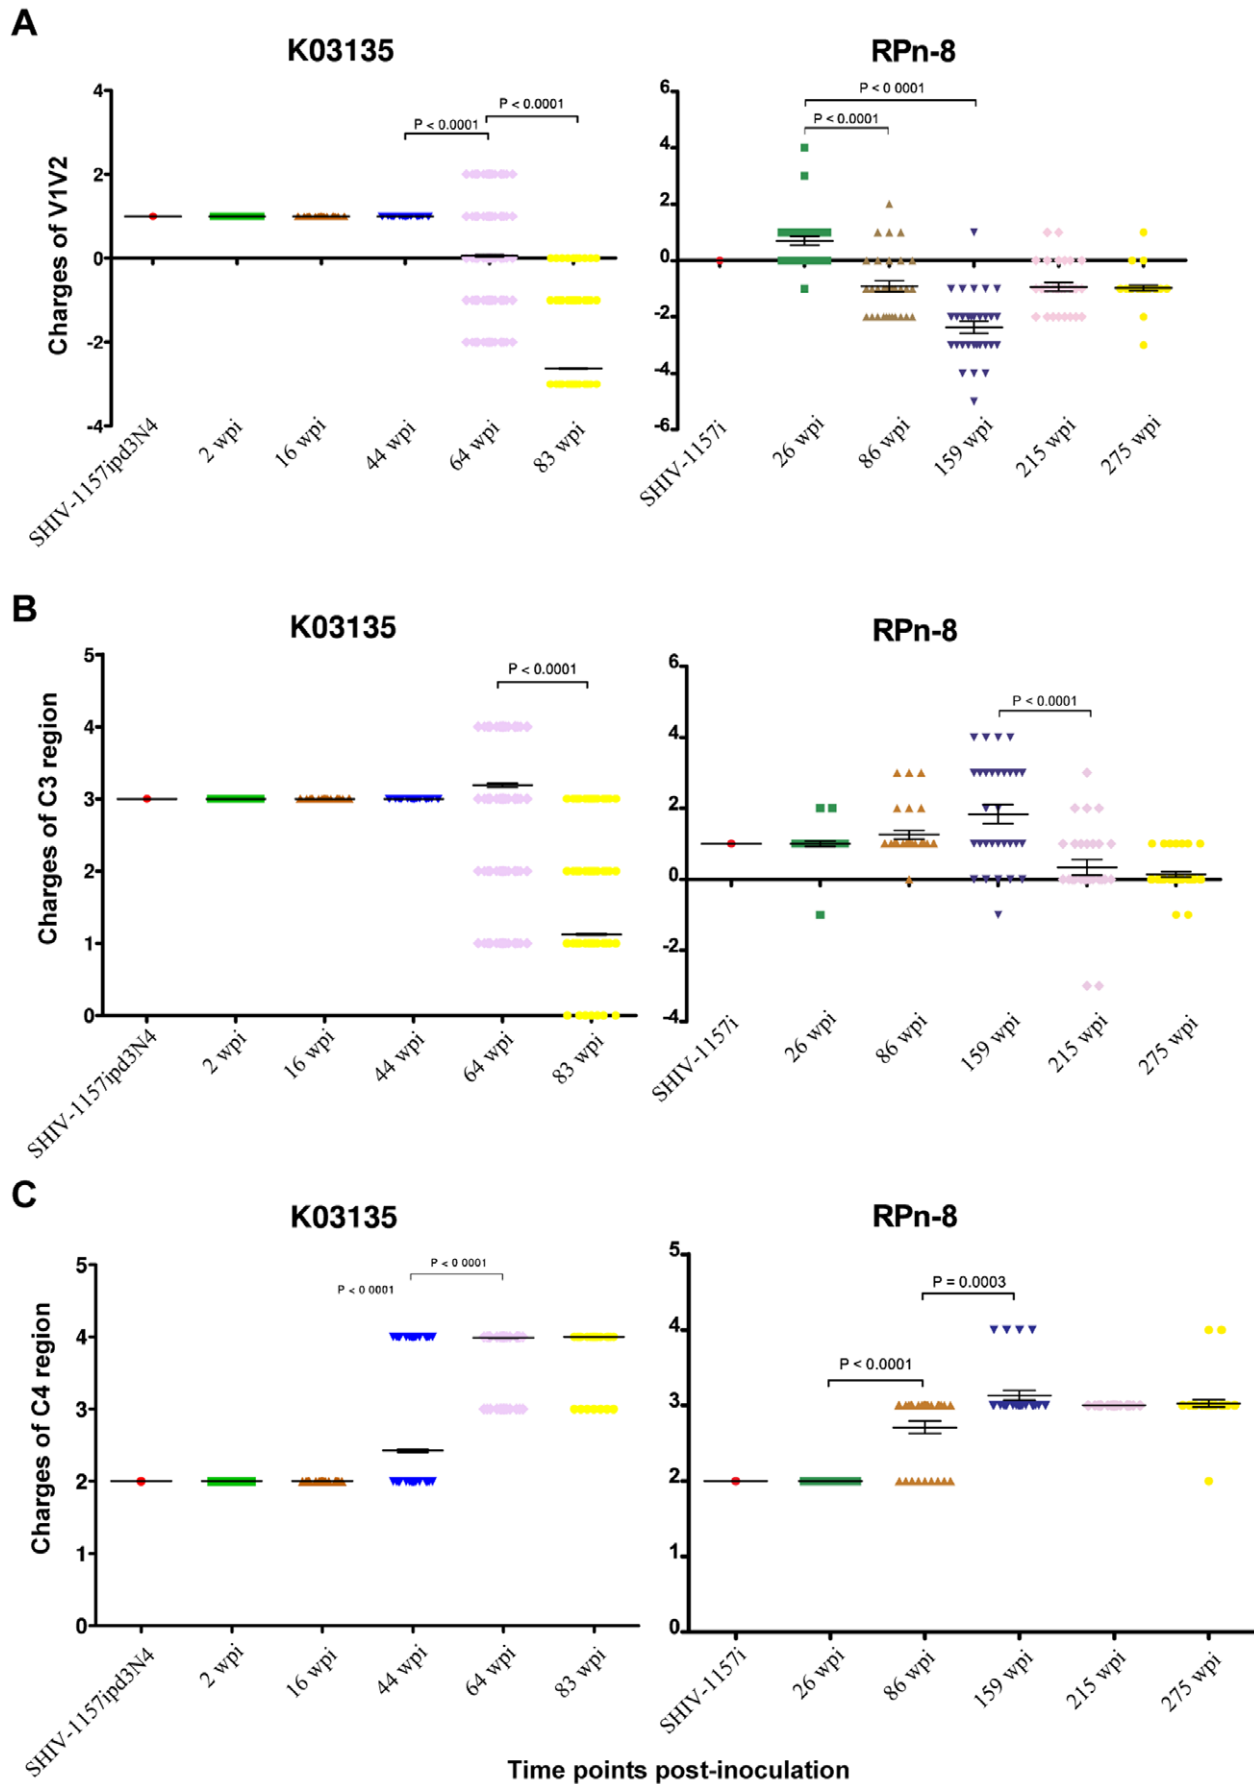 A
K03135
RPn-8
Charges of V1V2
4
2
0
-2
-4
P < 0.0001
P < 0.0001
SHIV-1157ipd3N4
2 wpi
16 wpi
44 wpi
64 wpi
83 wpi
6
4
2
0
-2
-4
-6
P < 0 0001
P < 0.0001
SHIV-1157i
26 wpi
86 wpi
159 wpi
215 wpi
275 wpi
B
K03135
RPn-8
Charges of C3 region
5
4
3
2
1
0
P < 0.0001
SHIV-1157ipd3N4
2 wpi
16 wpi
44 wpi
64 wpi
83 wpi
6
4
2
0
-2
-4
P < 0.0001
SHIV-1157i
26 wpi
86 wpi
159 wpi
215 wpi
275 wpi
C
K03135
RPn-8
Charges of C4 region
5
4
3
2
1
0
P < 0 0001
P < 0 0001
SHIV-1157ipd3N4
2 wpi
16 wpi
44 wpi
64 wpi
83 wpi
5
4
3
2
1
0
P = 0.0003
P < 0.0001
SHIV-1157i
26 wpi
86 wpi
159 wpi
215 wpi
275 wpi
Time points post-inoculation